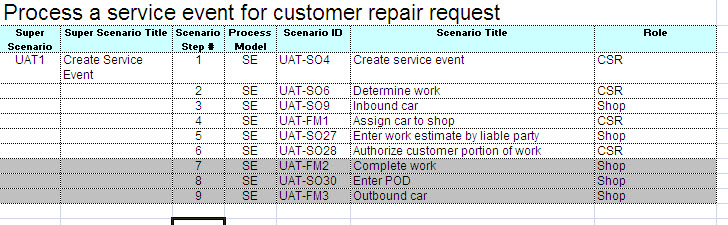 Process a service event for customer repair request
Super Scenario Super Scenario Title Scenario Step # Process Model Scenario ID Scenario Title Role
UAT1 Create Service Event 1 SE UAT-SO4 Create service event CSR
2 SE UAT-SO6 Determine work CSR
3 SE UAT-SO9 Inbound car Shop
4 SE UAT-FM1 Assign car to shop CSR
5 SE UAT-SO27 Enter work estimate by liable party Shop
6 SE UAT-SO28 Authorize customer portion of work CSR
7 SE UAT-FM2 Complete work Shop
8 SE UAT-SO30 Enter POD Shop
9 SE UAT-FM3 Outbound car Shop